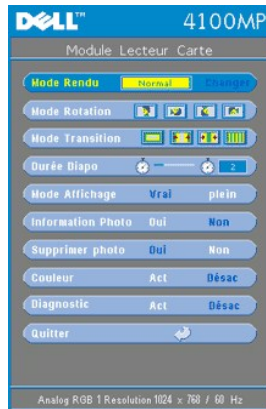 DELL™ 4100MP
Module Lecteur Carte
Mode Rendu Normal Changer
Mode Rotation
Mode Transition
Durée Diapo 2
Mode Affichage Vrai plein
Information Photo Oui Non
Supprimer photo Oui Non
Couleur Act Désac
Diagnostic Act Désac
Quitter
Analog RGB 1 Resolution 1024 x 768 / 60 Hz